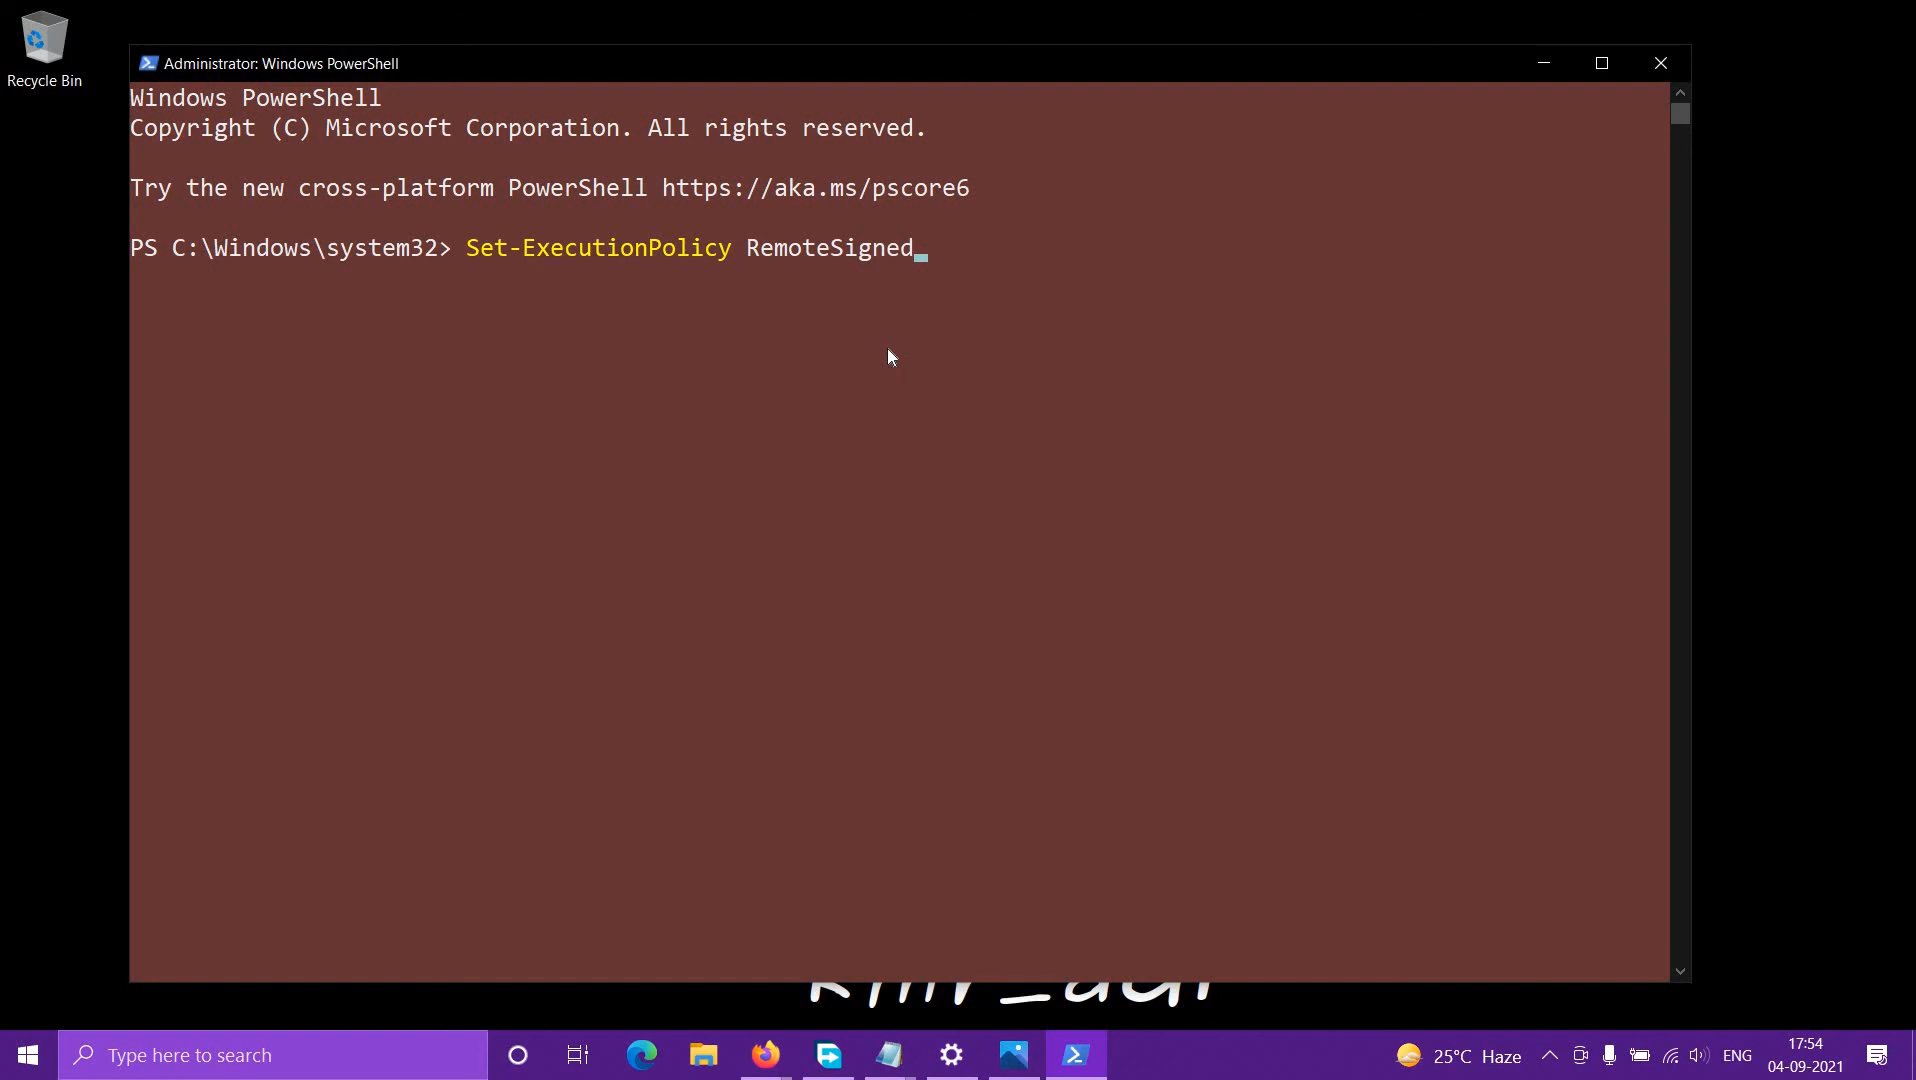 Recycle Bin
Administrator: Windows PowerShell
Windows PowerShell
Copyright (C) Microsoft Corporation. All rights reserved.
Try the new cross-platform PowerShell https://aka.ms/pscore6
PS C:\Windows\system32> Set-ExecutionPolicy RemoteSigned
Type here to search
25°C Haze
ENG
17:54
04-09-2021